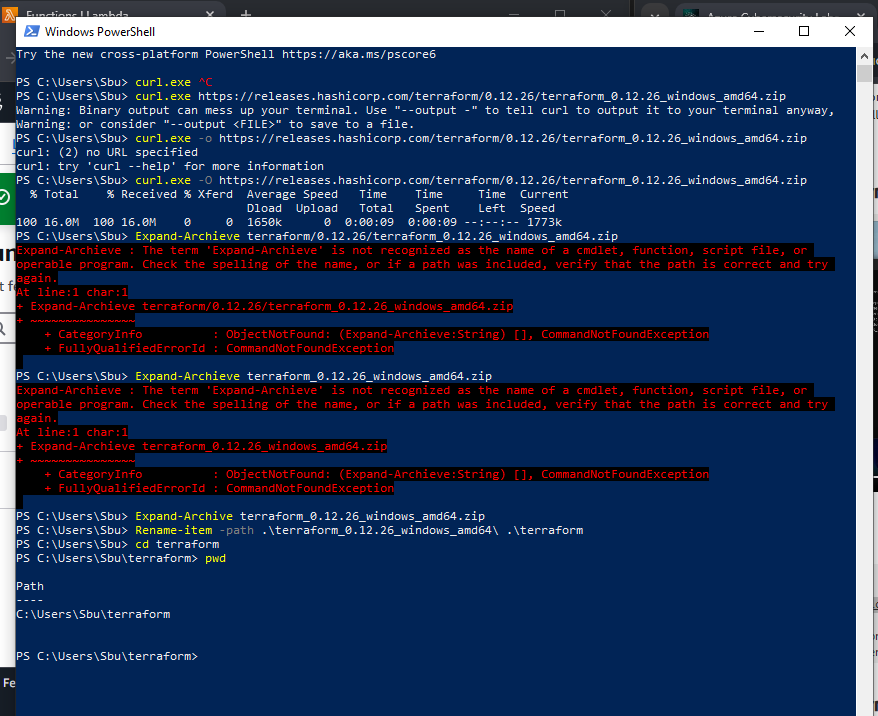 Functions | Lambda
Windows PowerShell
Try the new cross-platform PowerShell https://aka.ms/pscore6
PS C:\Users\Sbu> curl.exe ^C
PS C:\Users\Sbu> curl.exe https://releases.hashicorp.com/terraform/0.12.26/terraform_0.12.26_windows_amd64.zip
Warning: Binary output can mess up your terminal. Use "--output -" to tell curl to output it to your terminal anyway,
Warning: or consider "--output <FILE>" to save to a file.
PS C:\Users\Sbu> curl.exe -o https://releases.hashicorp.com/terraform/0.12.26/terraform_0.12.26_windows_amd64.zip
curl: (2) no URL specified
curl: try 'curl --help' for more information
PS C:\Users\Sbu> curl.exe -O https://releases.hashicorp.com/terraform/0.12.26/terraform_0.12.26_windows_amd64.zip
  % Total    % Received % Xferd  Average Speed   Time    Time     Time  Current
                                 Dload  Upload   Total   Spent    Left  Speed
100 16.0M  100 16.0M    0     0  1650k      0  0:00:09  0:00:09 --:--:-- 1773k
PS C:\Users\Sbu> Expand-Archieve terraform/0.12.26/terraform_0.12.26_windows_amd64.zip
Expand-Archieve : The term 'Expand-Archieve' is not recognized as the name of a cmdlet, function, script file, or
operable program. Check the spelling of the name, or if a path was included, verify that the path is correct and try
again.
At line:1 char:1
+ Expand-Archieve terraform/0.12.26/terraform_0.12.26_windows_amd64.zip
+ ~~~~~~~~~~~~~~~
    + CategoryInfo          : ObjectNotFound: (Expand-Archieve:String) [], CommandNotFoundException
    + FullyQualifiedErrorId : CommandNotFoundException
PS C:\Users\Sbu> Expand-Archieve terraform_0.12.26_windows_amd64.zip
Expand-Archieve : The term 'Expand-Archieve' is not recognized as the name of a cmdlet, function, script file, or
operable program. Check the spelling of the name, or if a path was included, verify that the path is correct and try
again.
At line:1 char:1
+ Expand-Archieve terraform_0.12.26_windows_amd64.zip
+ ~~~~~~~~~~~~~~~
    + CategoryInfo          : ObjectNotFound: (Expand-Archieve:String) [], CommandNotFoundException
    + FullyQualifiedErrorId : CommandNotFoundException
PS C:\Users\Sbu> Expand-Archive terraform_0.12.26_windows_amd64.zip
PS C:\Users\Sbu> Rename-item -path .\terraform_0.12.26_windows_amd64\ .\terraform
PS C:\Users\Sbu> cd terraform
PS C:\Users\Sbu\terraform> pwd
Path
----
C:\Users\Sbu\terraform
PS C:\Users\Sbu\terraform>
Fe